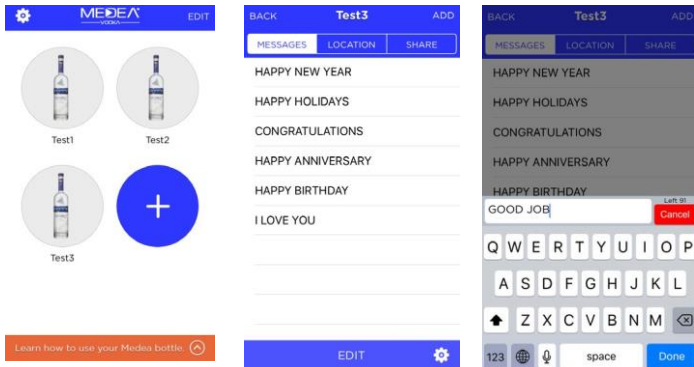 MEDEA
VODKA
EDIT
Test1
Test2
Test3
Learn how to use your Medea bottle.
BACK
Test3
ADD
MESSAGES
LOCATION
SHARE
HAPPY NEW YEAR
HAPPY HOLIDAYS
CONGRATULATIONS
HAPPY ANNIVERSARY
HAPPY BIRTHDAY
I LOVE YOU
EDIT
BACK
Test3
ADD
MESSAGES
LOCATION
SHARE
HAPPY NEW YEAR
HAPPY HOLIDAYS
CONGRATULATIONS
HAPPY ANNIVERSARY
HAPPY BIRTHDAY
Left 91
GOOD JOB
Cancel
Q W E R T Y U I O P
A S D F G H J K L
Z X C V B N M
123
space
Done